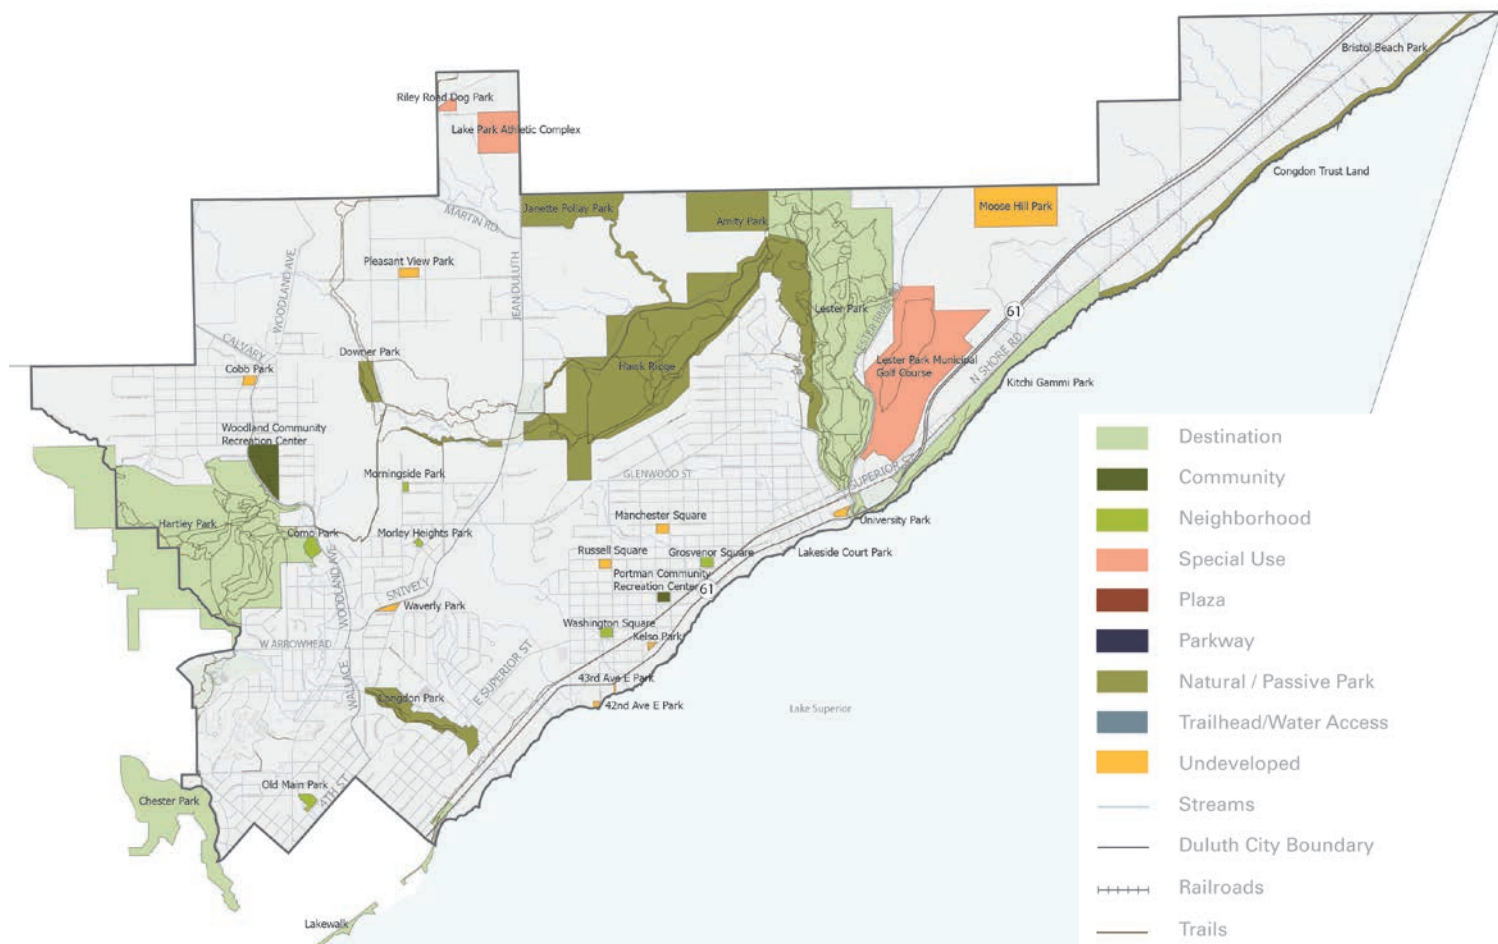 Bristol Beach Park
Riley Road Dog Park
Lake Park Athletic Complex
Congdon Trust Land
MARTIN RD
Janette Pollay Park
Amity Park
Moose Hill Park
WOODLAND AVE
Pleasant View Park
JEAN DULUTH
Lester Park
LESTER RIVER RD
61
CALVARY
Downer Park
Cobb Park
Hawk Ridge
Lester Park Municipal
Golf Course
N SHORE RD
Kitchi Gammi Park
Woodland Community
Recreation Center
Morningside Park
GLENWOOD ST
SUPERIOR ST
Hartley Park
Como Park
Morley Heights Park
Manchester Square
University Park
Russell Square
Grosvenor Square
Lakeside Court Park
Portman Community
Recreation Center
61
WOODLAND AVE
SNIVELY
Waverly Park
Washington Square
Kelso Park
W ARROWHEAD
E SUPERIOR ST
WALLACE
43rd Ave E Park
42nd Ave E Park
Congdon Park
Lake Superior
Old Main Park
4TH ST
Chester Park
Lakewalk
Destination
Community
Neighborhood
Special Use
Plaza
Parkway
Natural / Passive Park
Trailhead/Water Access
Undeveloped
Streams
Duluth City Boundary
Railroads
Trails